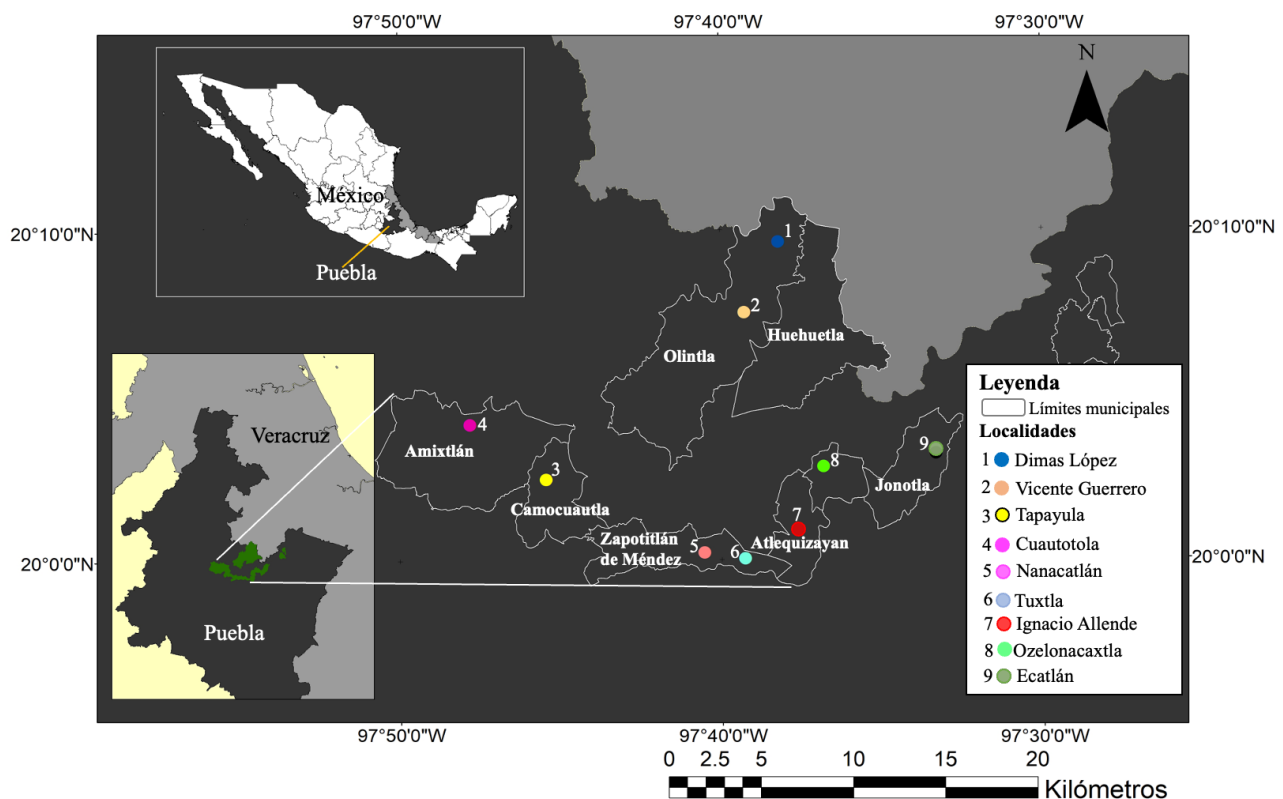 97°50'0"W
97°40'0"W
97°30'0"W
N
México
Puebla
20°10'0"N
20°10'0"N
1
2
Huehuetla
Olintla
Veracruz
Puebla
4
Amixtlán
3
Camocuautla
9
8
Jonotla
7
Atlequizayan
Zapotitlán
de Méndez
5
6
20°0'0"N
20°0'0"N
Leyenda
Límites municipales
Localidades
1 Dimas López
2 Vicente Guerrero
3 Tapayula
4 Cuautotola
5 Nanacatlán
6 Tuxtla
7 Ignacio Allende
8 Ozelonacaxtla
9 Ecatlán
97°50'0"W
97°40'0"W
97°30'0"W
0 2.5 5 10 15 20
Kilómetros